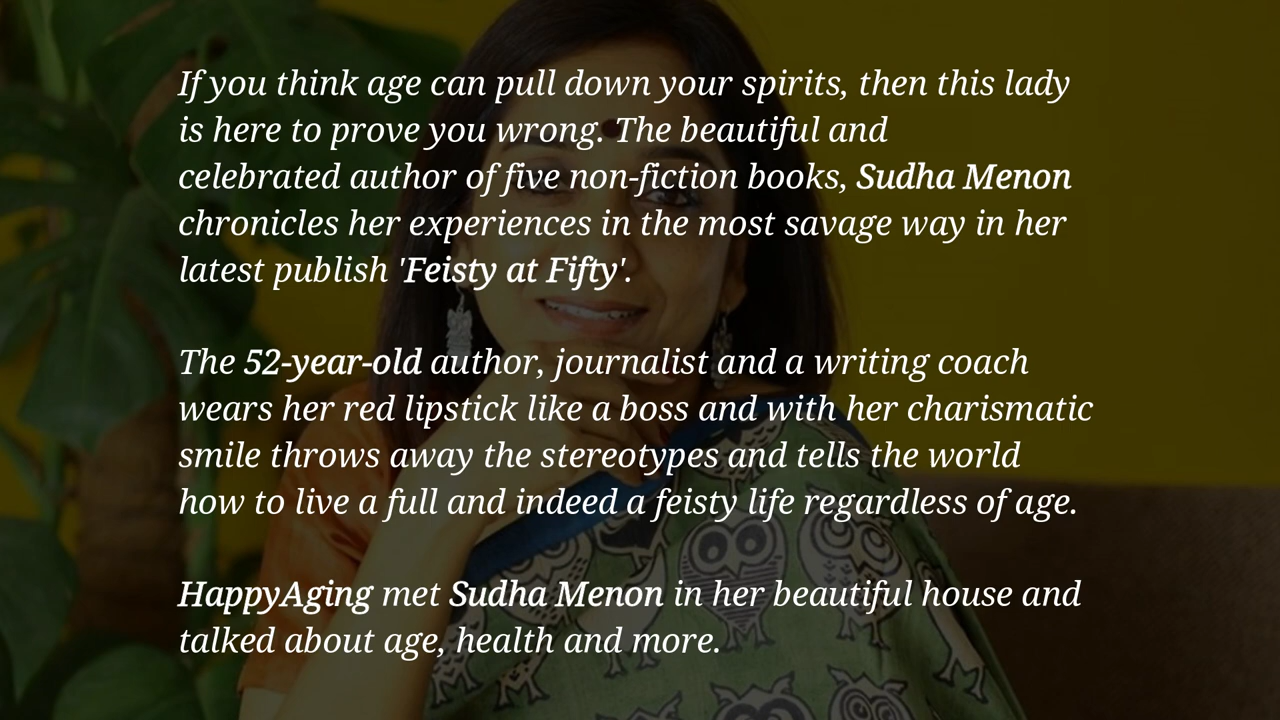 If you think age can pull down your spirits, then this lady
is here to prove you wrong. The beautiful and
celebrated author of five non-fiction books, Sudha Menon
chronicles her experiences in the most savage way in her
latest publish 'Feisty at Fifty'.
The 52-year-old author, journalist and a writing coach
wears her red lipstick like a boss and with her charismatic
smile throws away the stereotypes and tells the world
how to live a full and indeed a feisty life regardless of age.
HappyAging met Sudha Menon in her beautiful house and
talked about age, health and more.